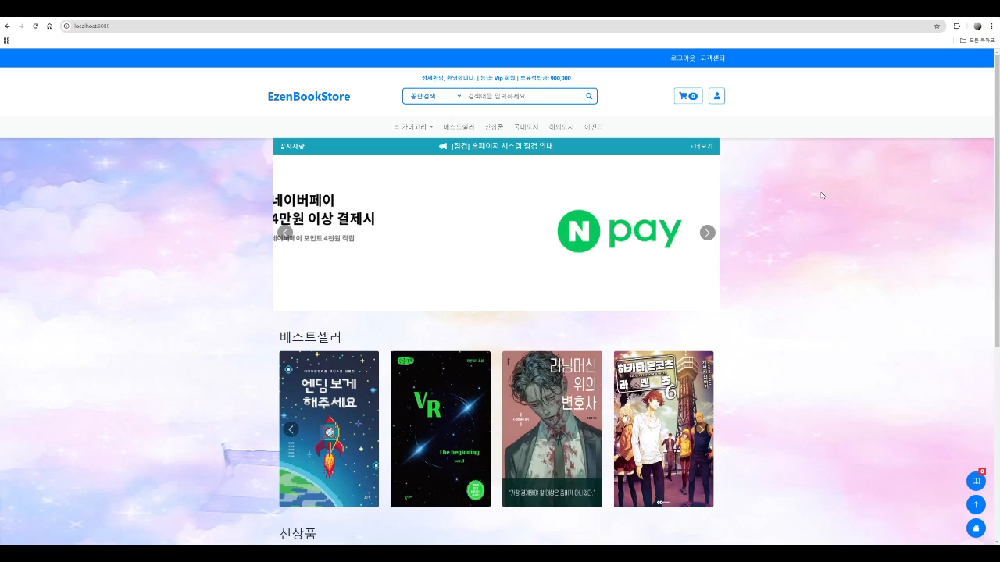 localhost:8080
모든 북마크
로그아웃 고객센터
정재환님, 환영합니다. | 등급: Vip 회원 | 보유적립금: 900,000
EzenBookStore
통합검색
검색어를 입력하세요.
0
카테고리 베스트셀러 신상품 국내도서 해외도서 이벤트
공지사항
[점검] 홈페이지 시스템 점검 안내
더보기
네이버페이
4만원 이상 결제시
네이버페이 포인트 4천원 적립
N pay
베스트셀러
엔딩 보게
해주세요
VR
The beginning
ver.0
러닝머신
위의
변호사
"가장 경계해야 할 대상은 좀비가 아니었다."
하카타 돈코츠
라멘즈
6
0
신상품